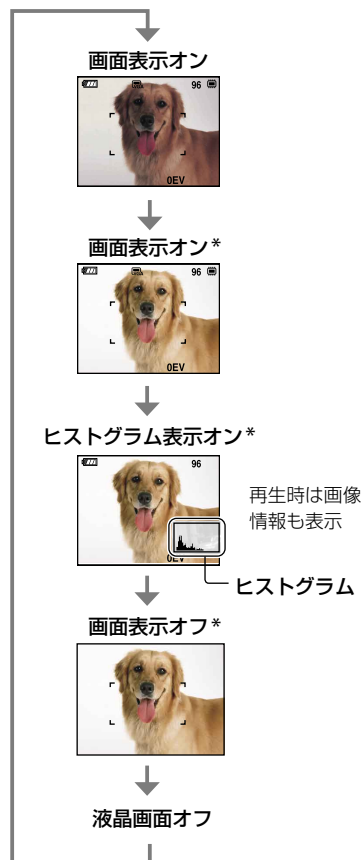 画面表示オン
96
0EV
画面表示オン*
96
0EV
ヒストグラム表示オン*
96
再生時は画像
情報も表示
0EV
ヒストグラム
画面表示オフ*
液晶画面オフ